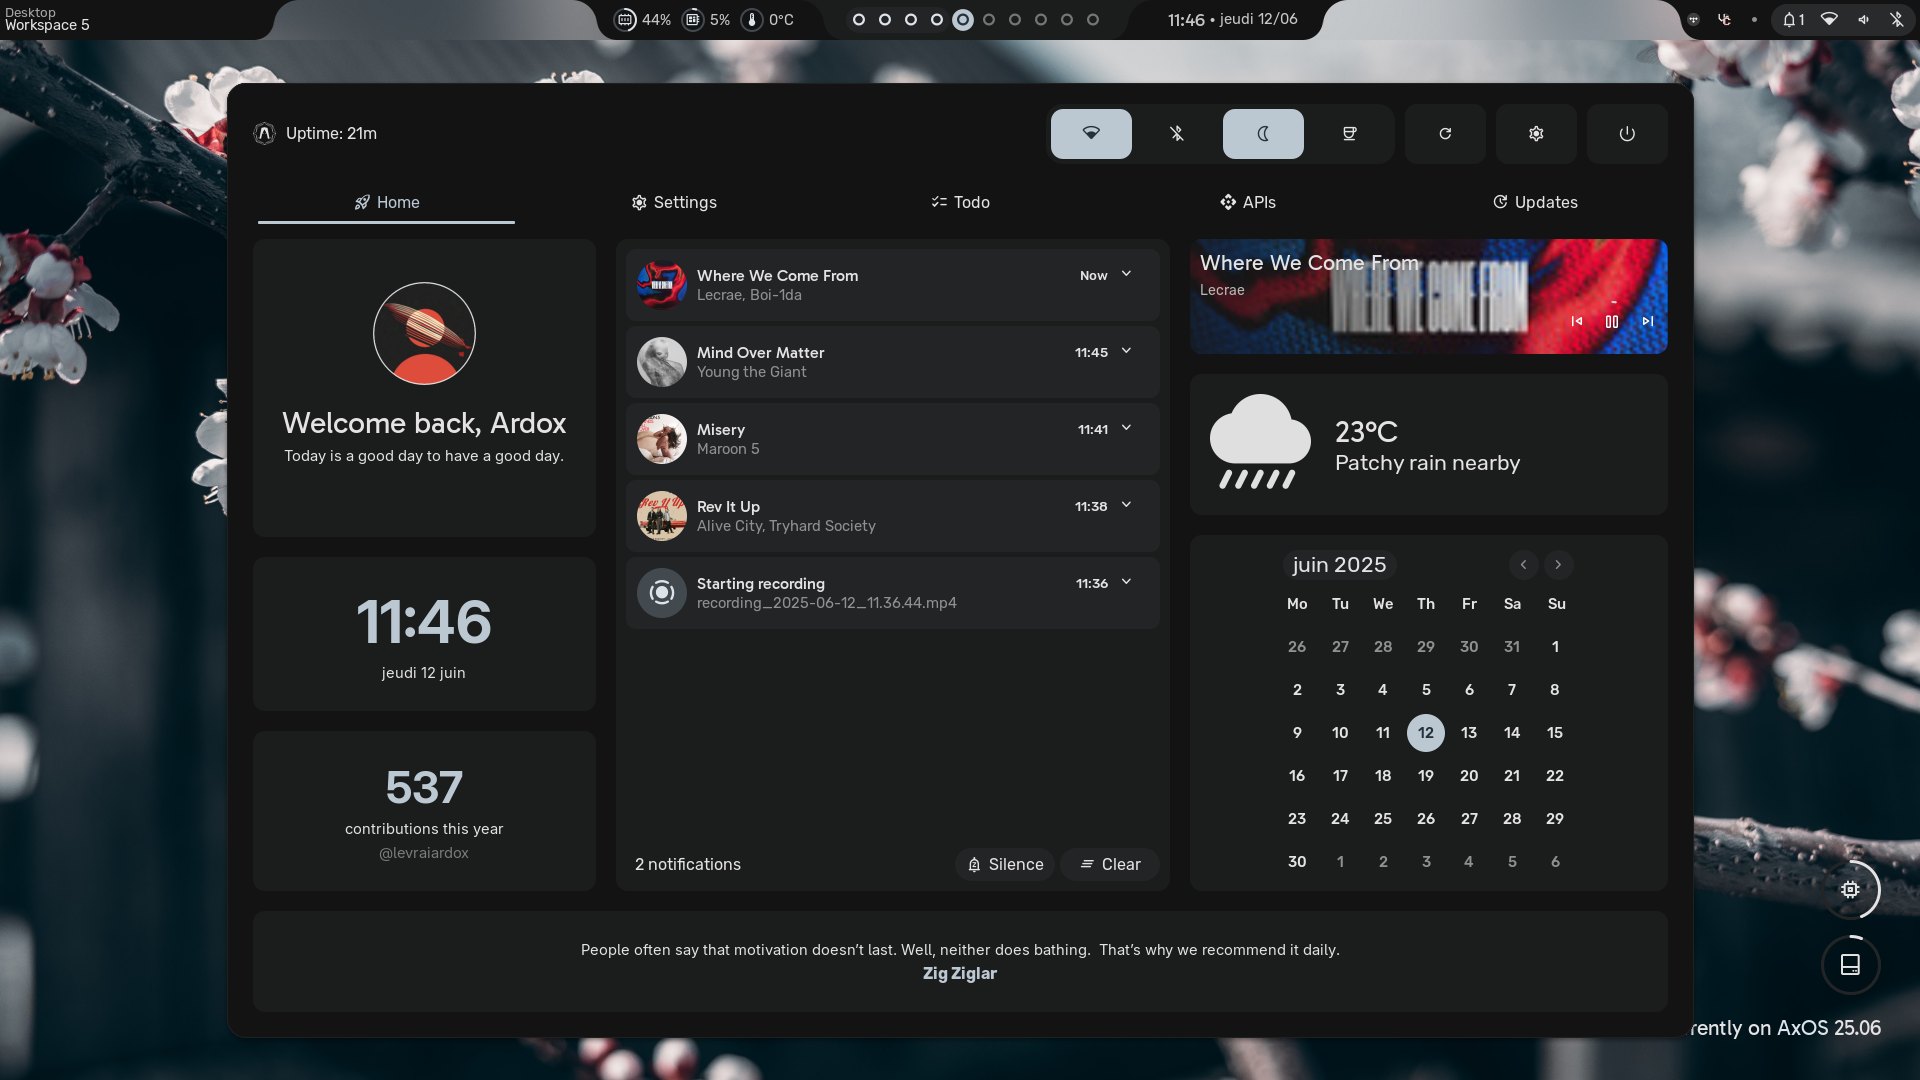 Desktop
Workspace 5
44%
5%
0°C
11:46 • jeudi 12/06
1
Uptime: 21m
Home
Settings
Todo
APIs
Updates
Welcome back, Ardox
Today is a good day to have a good day.
11:46
jeudi 12 juin
537
contributions this year
@levraiardox
Where We Come From
Now
Lecrae, Boi-1da
Mind Over Matter
11:45
Young the Giant
Misery
11:41
Maroon 5
Rev It Up
11:38
Alive City, Tryhard Society
Starting recording
11:36
recording_2025-06-12_11.36.44.mp4
2 notifications
Silence
Clear
Where We Come From
Lecrae
WHERE WE COME FROM
23°C
Patchy rain nearby
juin 2025
Mo Tu We Th Fr Sa Su
26 27 28 29 30 31 1
2 3 4 5 6 7 8
9 10 11 12 13 14 15
16 17 18 19 20 21 22
23 24 25 26 27 28 29
30 1 2 3 4 5 6
People often say that motivation doesn't last. Well, neither does bathing.  That's why we recommend it daily.
Zig Ziglar
rently on AxOS 25.06